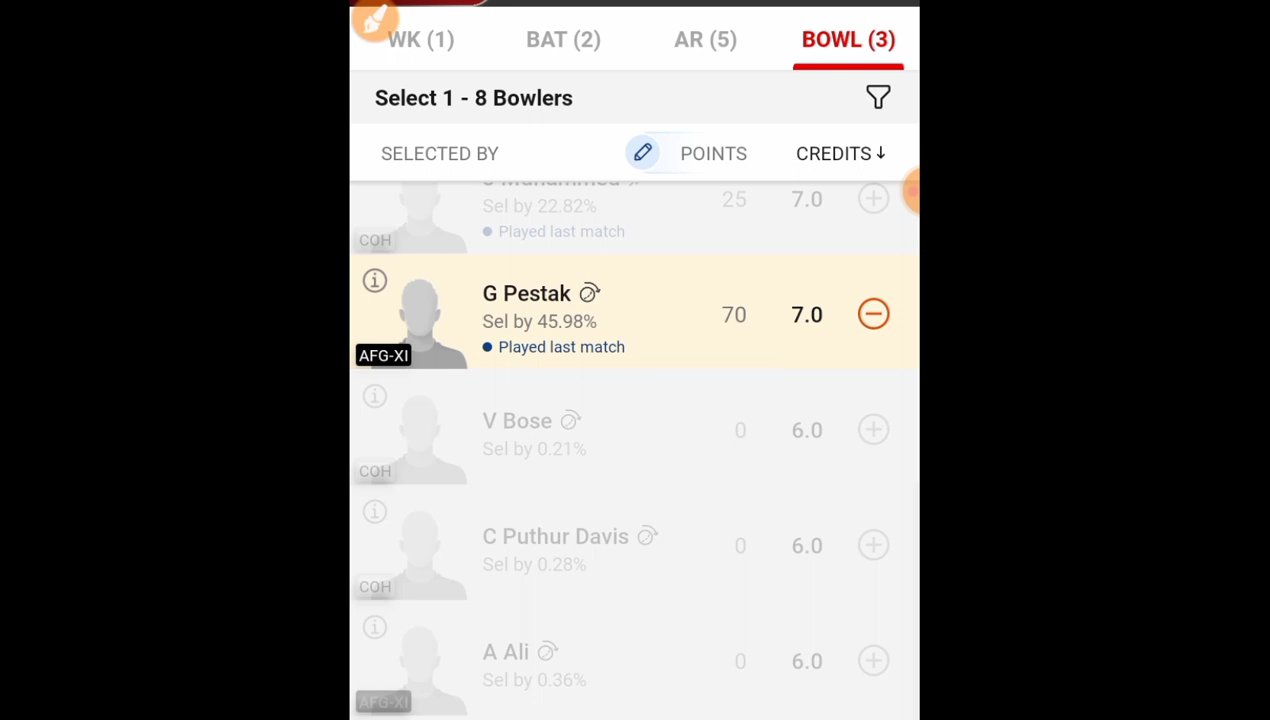 WK (1) BAT (2) AR (5) BOWL (3)
Select 1 - 8 Bowlers
SELECTED BY POINTS CREDITS↓
Sel by 22.82% 25 7.0
Played last match
COH
G Pestak
Sel by 45.98% 70 7.0
Played last match
AFG-XI
V Bose
Sel by 0.21% 0 6.0
COH
C Puthur Davis
Sel by 0.28% 0 6.0
COH
A Ali
Sel by 0.36% 0 6.0
AFG-XI